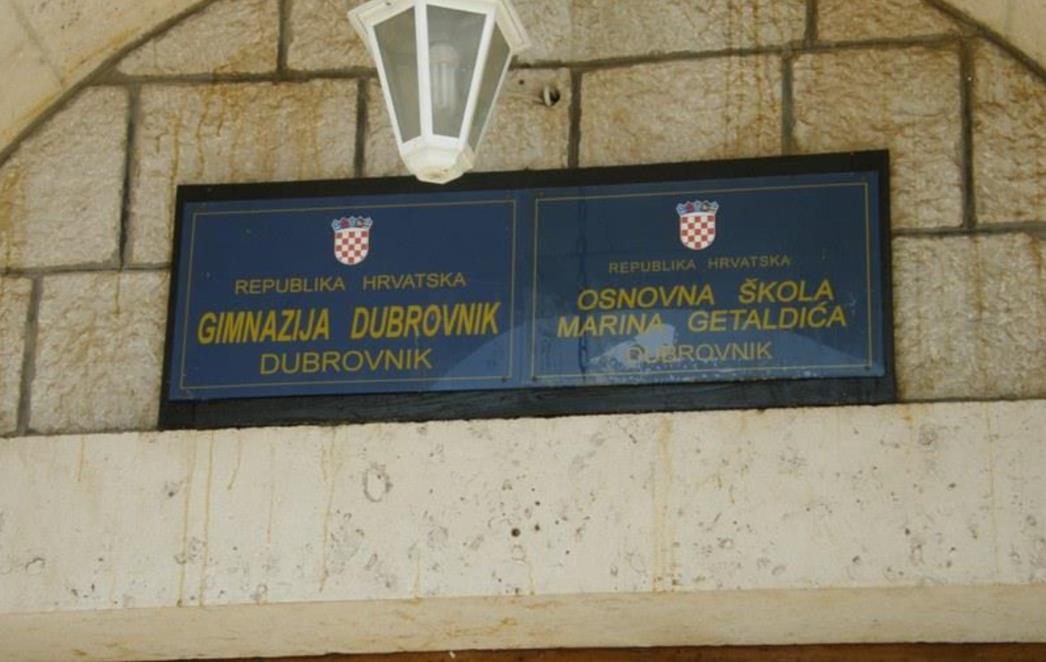 REPUBLIKA HRVATSKA
GIMNAZIJA DUBROVNIK
DUBROVNIK
REPUBLIKA HRVATSKA
OSNOVNA ŠKOLA
MARINA GETALDIĆA
DUBROVNIK